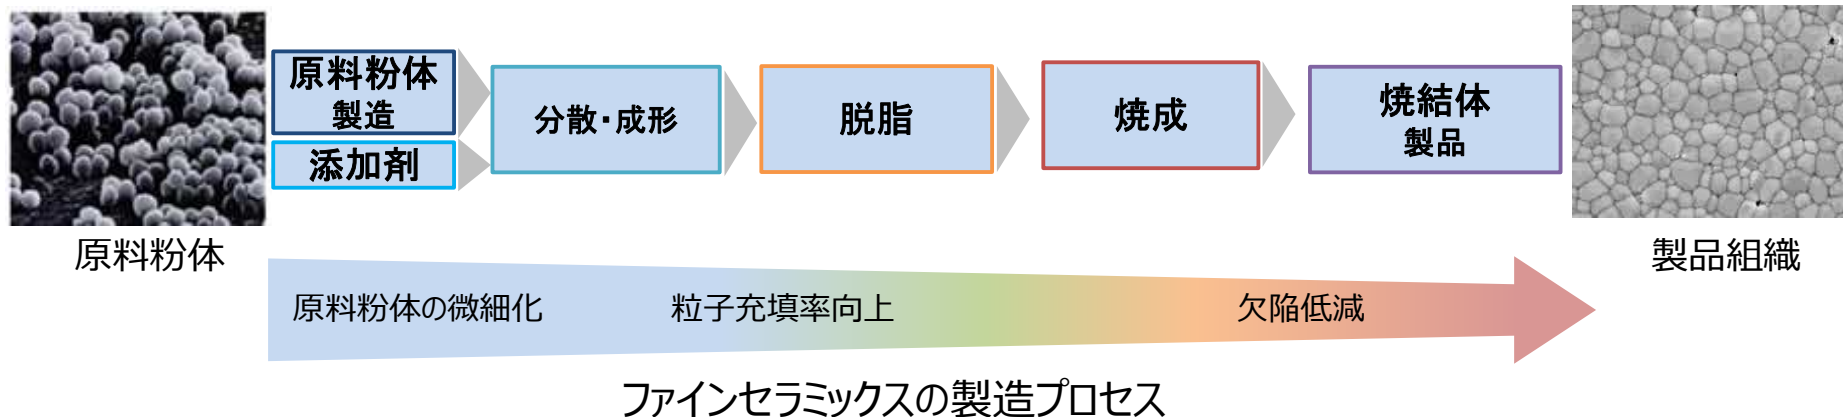 原料粉体
製造
添加剤
分散・成形
脱脂
焼成
焼結体
製品
原料粉体
製品組織
原料粉体の微細化
粒子充填率向上
欠陥低減
ファインセラミックスの製造プロセス